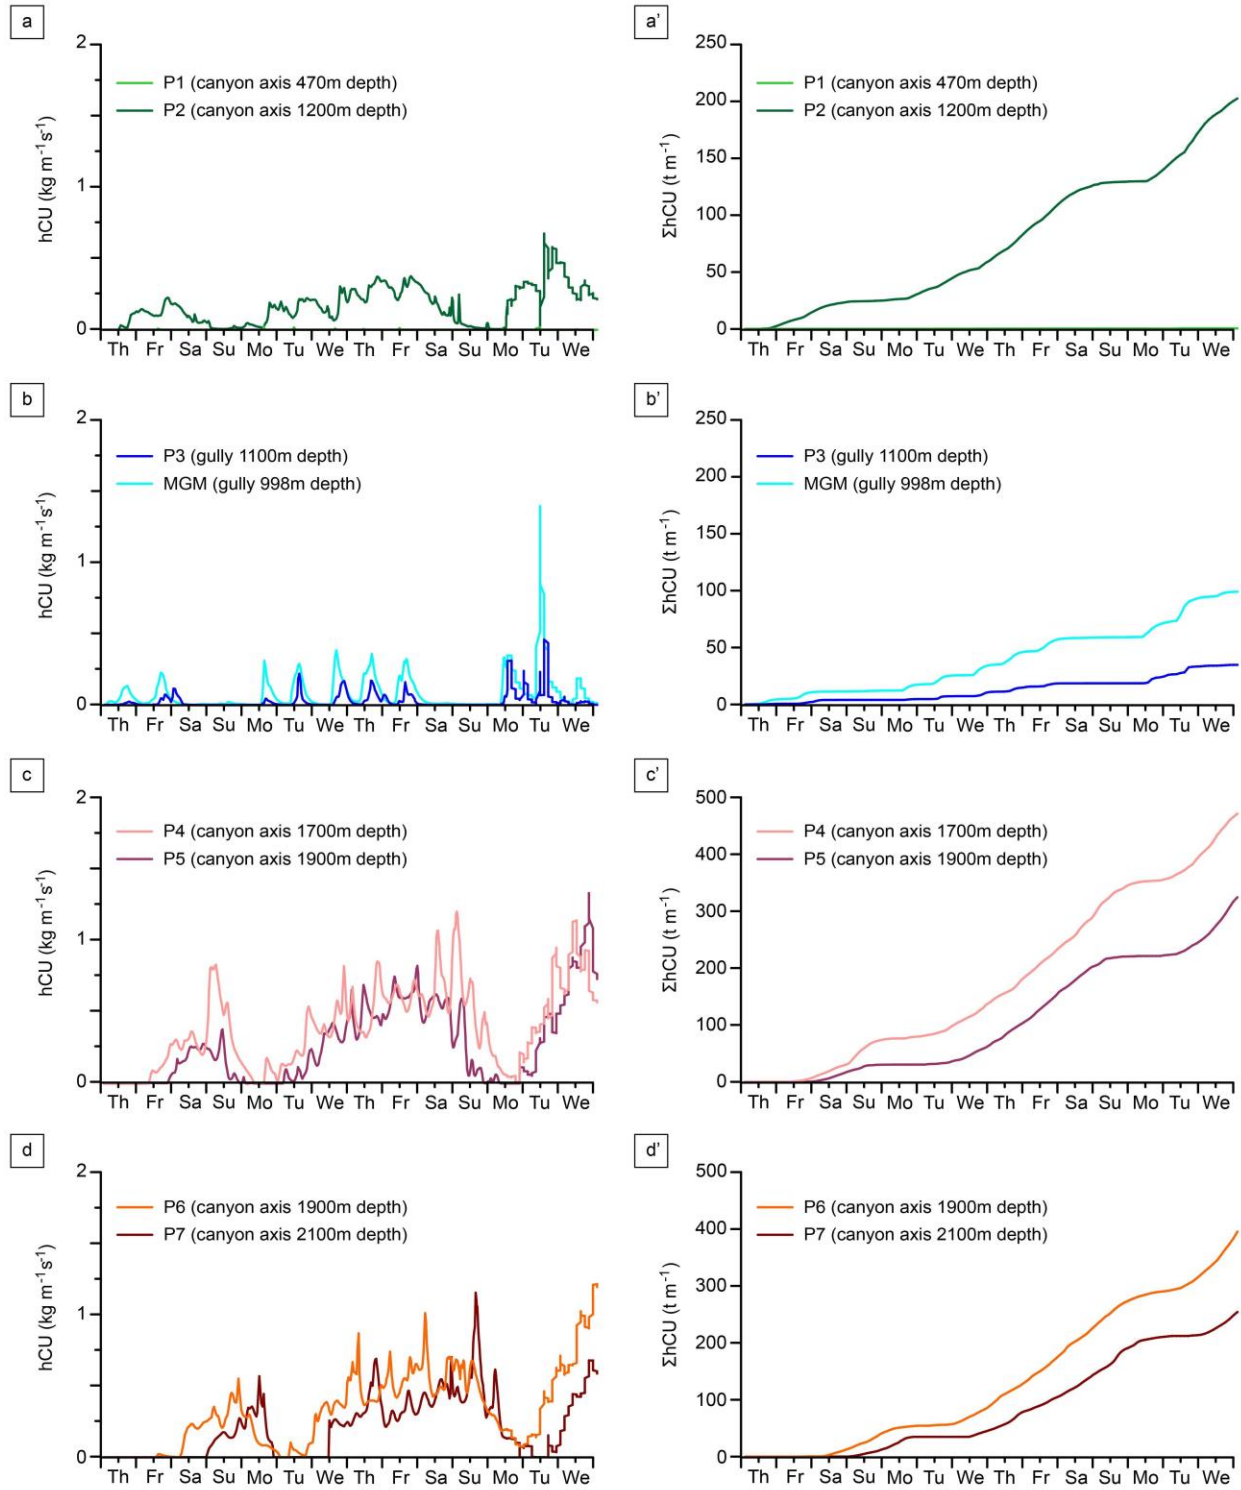 a
2
1
0
hCU (kg m⁻¹s⁻¹)
P1 (canyon axis 470m depth)
P2 (canyon axis 1200m depth)
Th Fr Sa Su Mo Tu We Th Fr Sa Su Mo Tu We
a'
250
200
150
100
50
0
ΣhCU (t m⁻¹)
P1 (canyon axis 470m depth)
P2 (canyon axis 1200m depth)
Th Fr Sa Su Mo Tu We Th Fr Sa Su Mo Tu We
b
2
1
0
hCU (kg m⁻¹s⁻¹)
P3 (gully 1100m depth)
MGM (gully 998m depth)
Th Fr Sa Su Mo Tu We Th Fr Sa Su Mo Tu We
b'
250
200
150
100
50
0
ΣhCU (t m⁻¹)
P3 (gully 1100m depth)
MGM (gully 998m depth)
Th Fr Sa Su Mo Tu We Th Fr Sa Su Mo Tu We
c
2
1
0
hCU (kg m⁻¹s⁻¹)
P4 (canyon axis 1700m depth)
P5 (canyon axis 1900m depth)
Th Fr Sa Su Mo Tu We Th Fr Sa Su Mo Tu We
c'
500
400
300
200
100
0
ΣhCU (t m⁻¹)
P4 (canyon axis 1700m depth)
P5 (canyon axis 1900m depth)
Th Fr Sa Su Mo Tu We Th Fr Sa Su Mo Tu We
d
2
1
0
hCU (kg m⁻¹s⁻¹)
P6 (canyon axis 1900m depth)
P7 (canyon axis 2100m depth)
Th Fr Sa Su Mo Tu We Th Fr Sa Su Mo Tu We
d'
500
400
300
200
100
0
ΣhCU (t m⁻¹)
P6 (canyon axis 1900m depth)
P7 (canyon axis 2100m depth)
Th Fr Sa Su Mo Tu We Th Fr Sa Su Mo Tu We